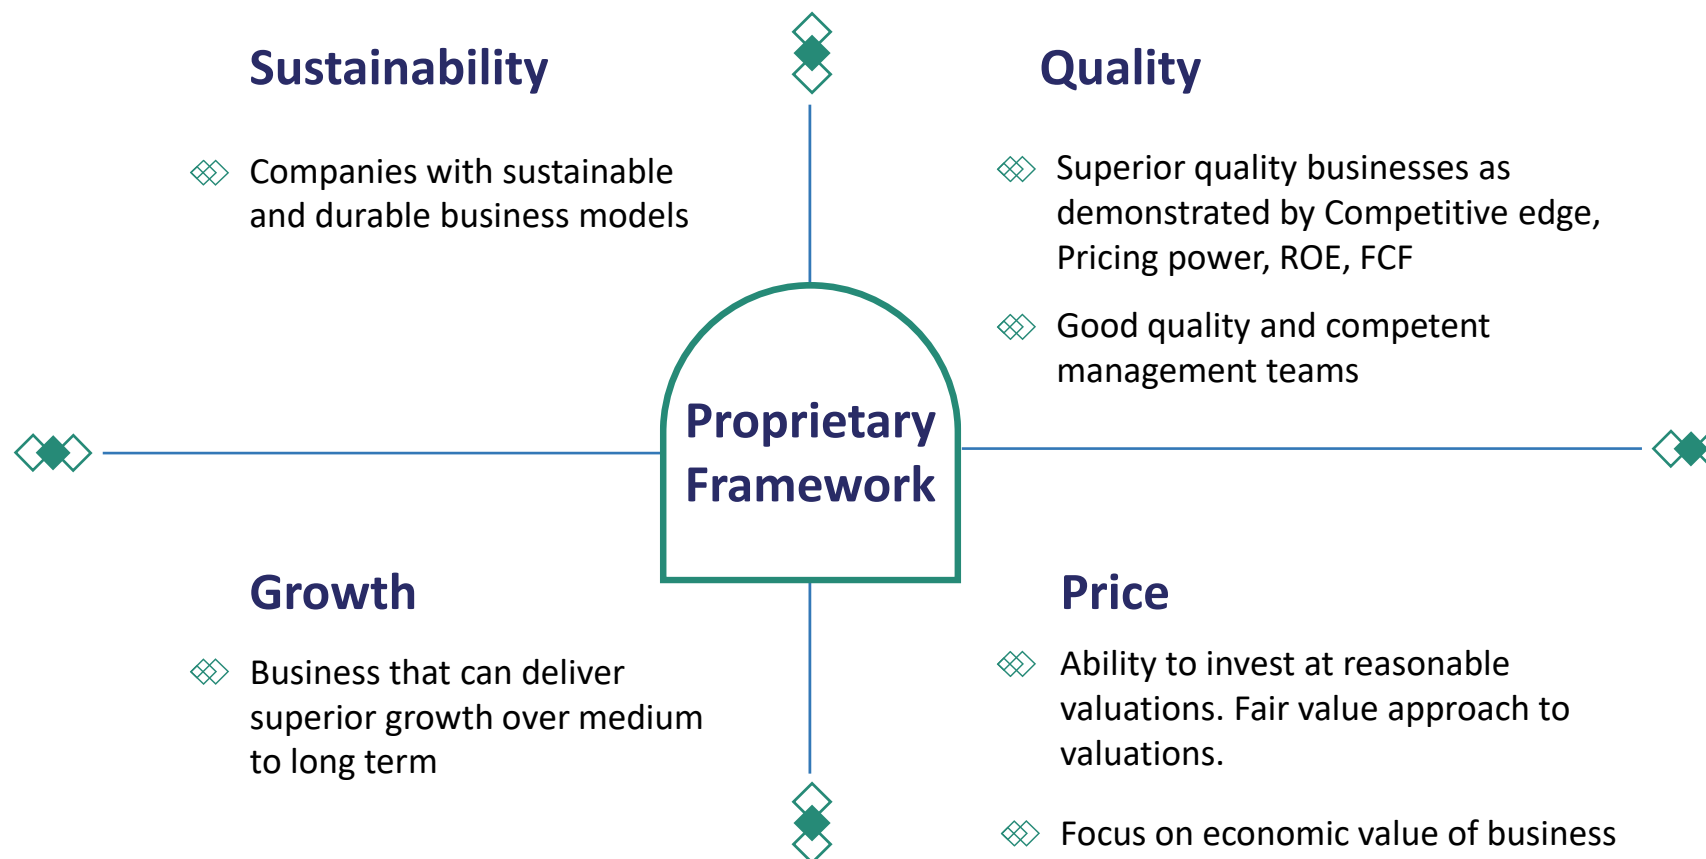 Sustainability
Companies with sustainable
and durable business models
Quality
Superior quality businesses as
demonstrated by Competitive edge,
Pricing power, ROE, FCF
Good quality and competent
management teams
Proprietary
Framework
Growth
Business that can deliver
superior growth over medium
to long term
Price
Ability to invest at reasonable
valuations. Fair value approach to
valuations.
Focus on economic value of business